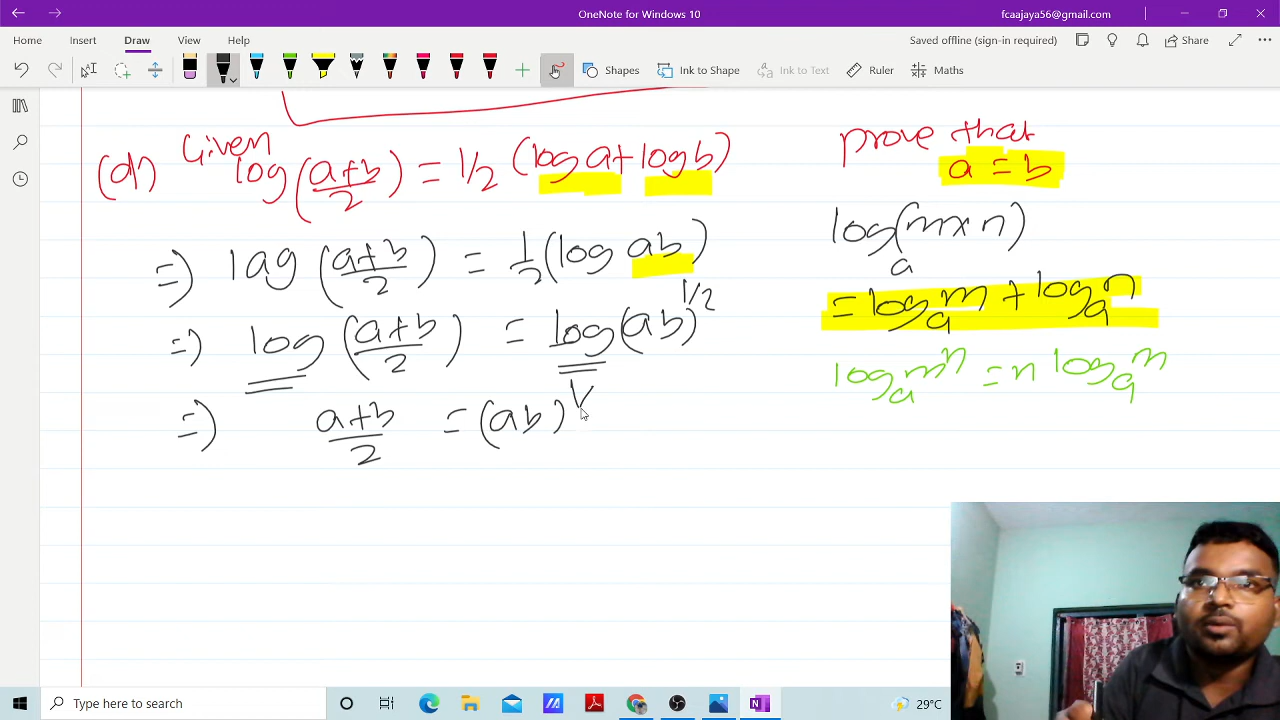 OneNote for Windows 10
fcaajaya56@gmail.com
Home Insert Draw View Help
Saved offline (sign-in required)
Share
Shapes
Ink to Shape
Ink to Text
Ruler
Maths
(d) Given log((a+b)/2) = 1/2 (log a + log b)
prove that
a = b
=) lag ((a+b)/2) = 1/2 (log ab)
log_a(m×n)
= log_a m + log_a n
=) log ((a+b)/2) = log(ab)^1/2
log_a m^n = n log_a m
=) (a+b)/2 = (ab)^1/
Type here to search
29°C